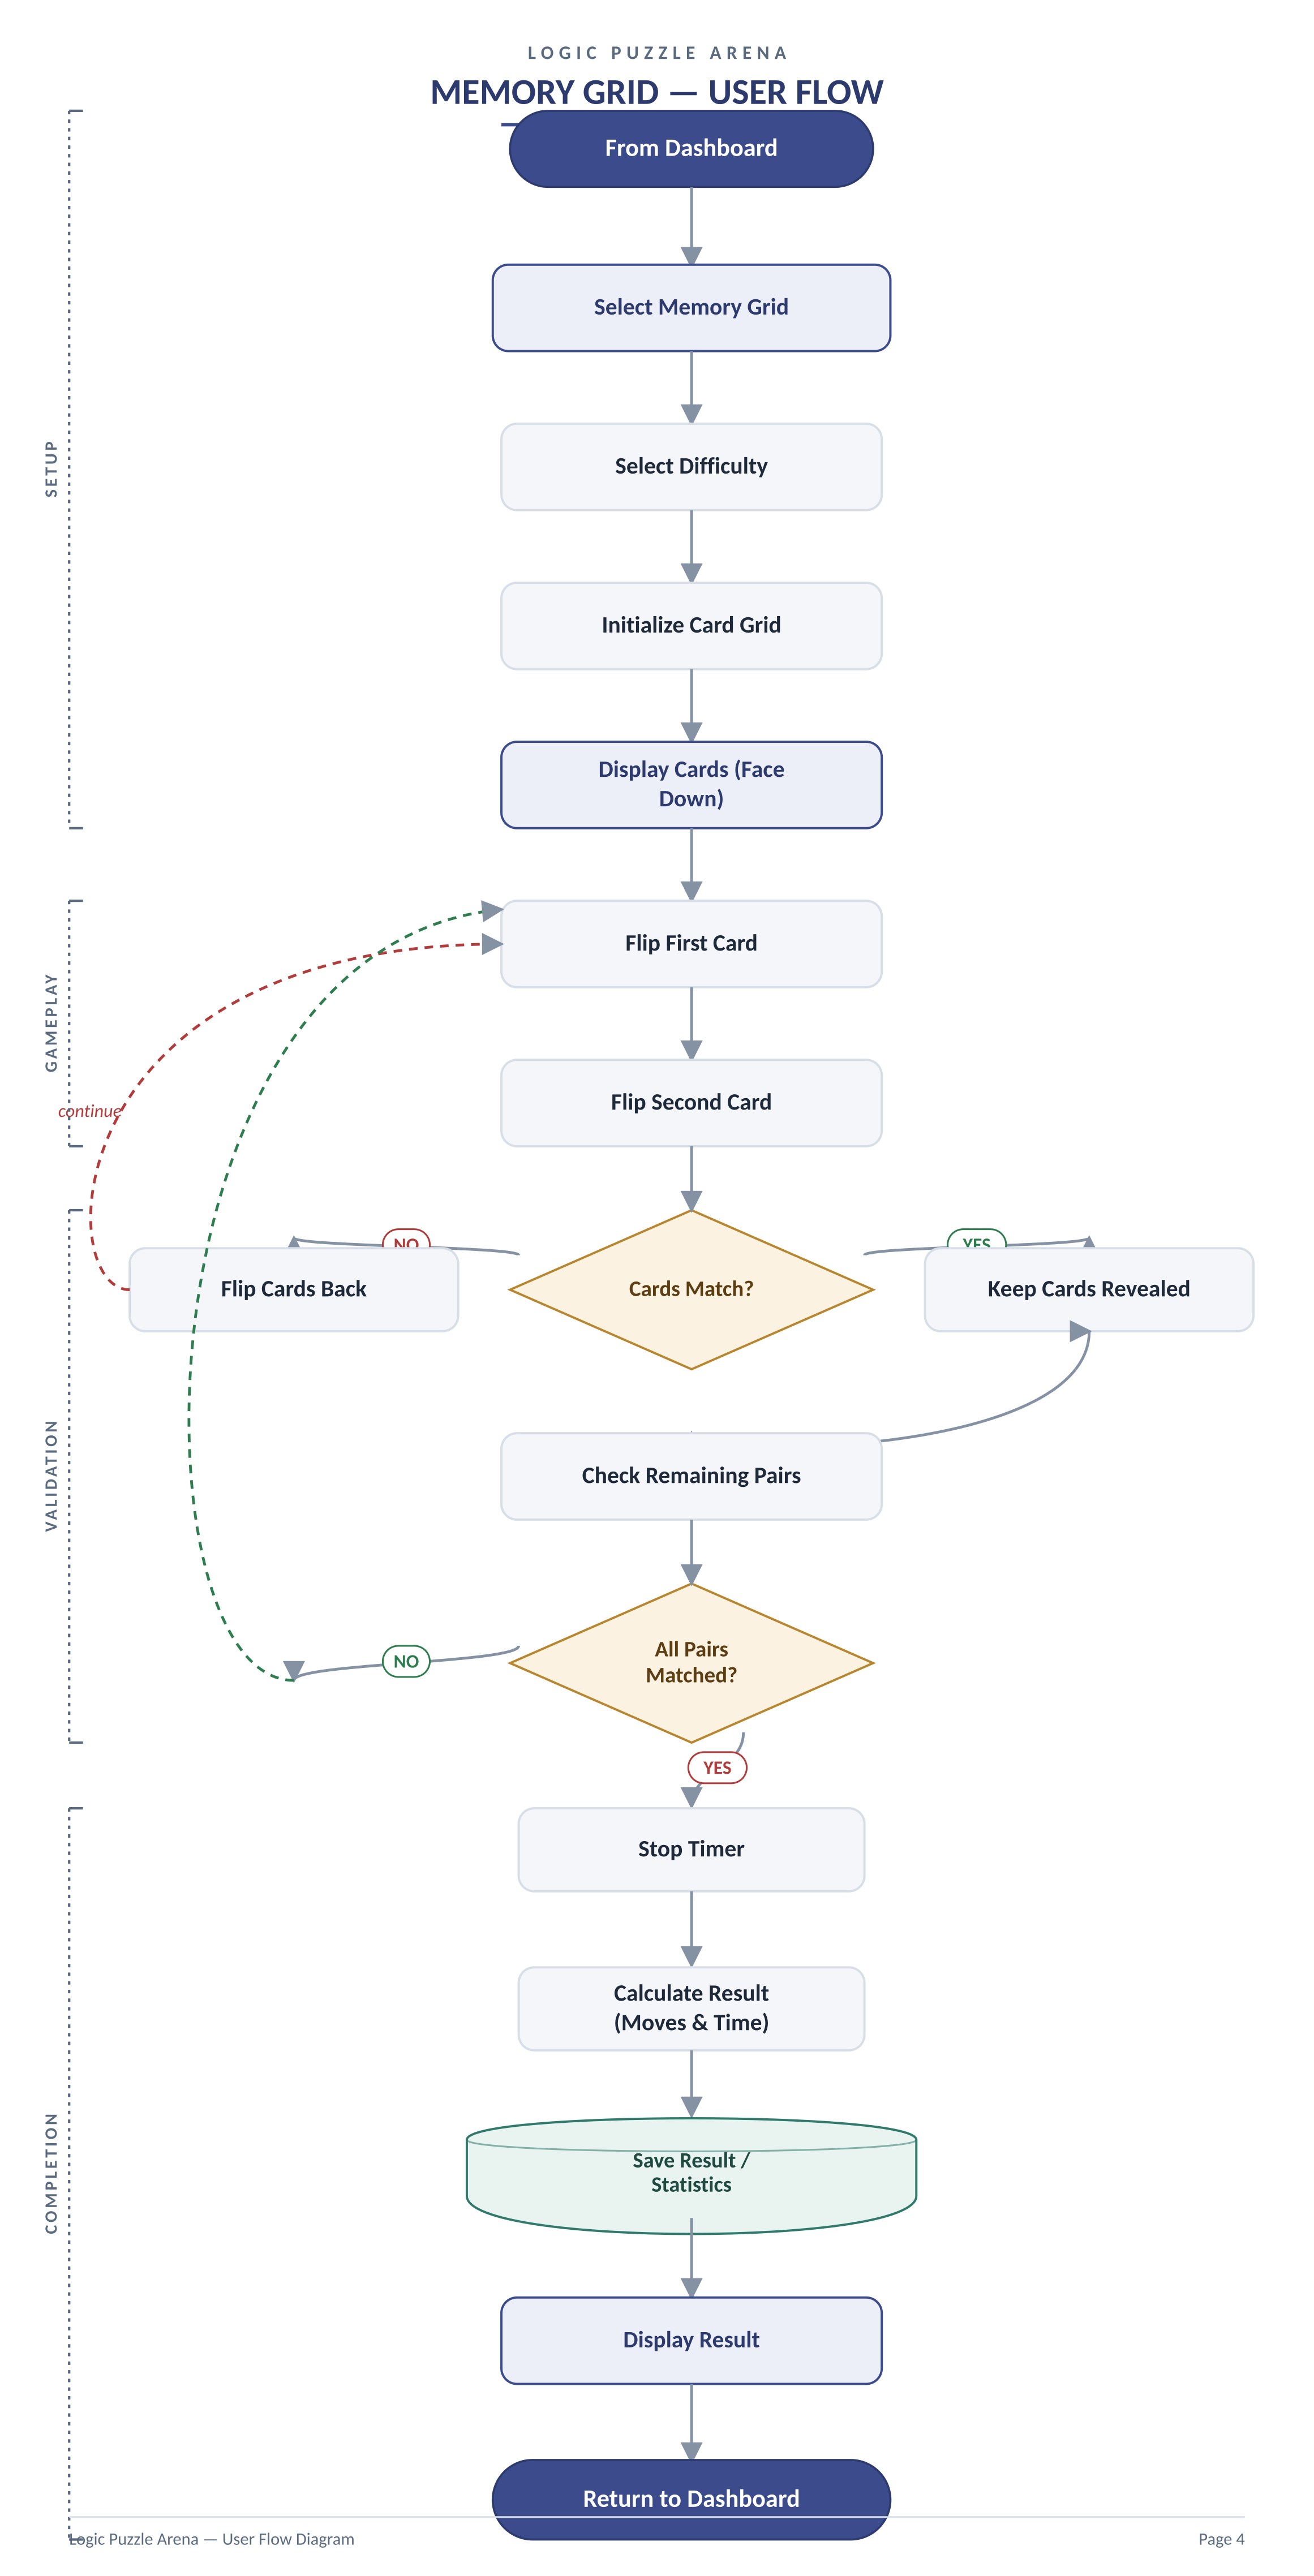 LOGIC PUZZLE ARENA
MEMORY GRID — USER FLOW
From Dashboard
Select Memory Grid
SETUP
Select Difficulty
Initialize Card Grid
Display Cards (Face
Down)
Flip First Card
GAMEPLAY
Flip Second Card
continue
NO
YES
Flip Cards Back
Cards Match?
Keep Cards Revealed
VALIDATION
Check Remaining Pairs
All Pairs
Matched?
NO
YES
Stop Timer
Calculate Result
(Moves & Time)
COMPLETION
Save Result /
Statistics
Display Result
Return to Dashboard
Logic Puzzle Arena — User Flow Diagram
Page 4